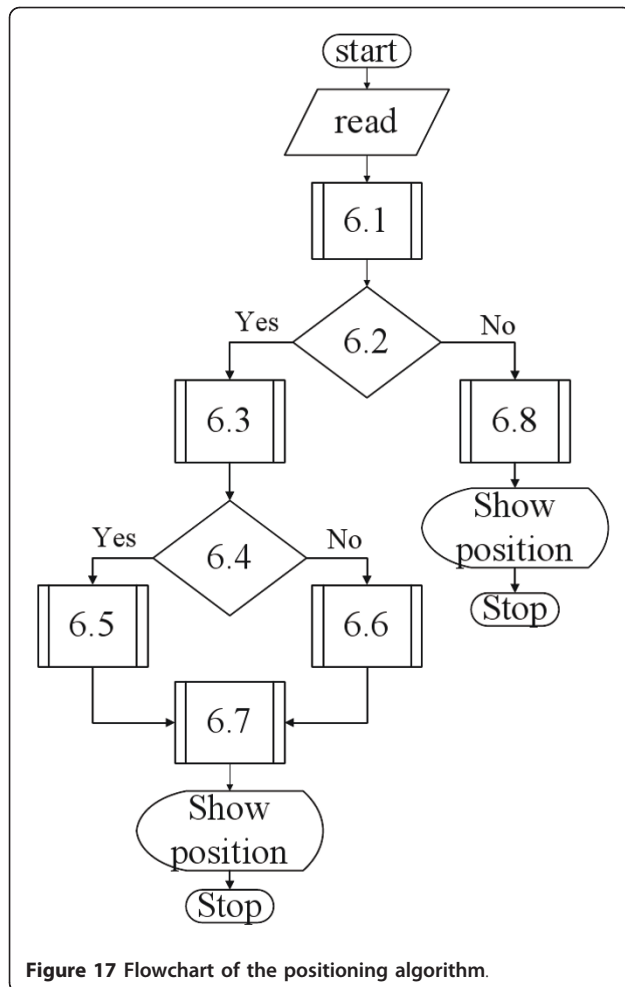 start
read
6.1
Yes
No
6.2
6.3
6.8
Show
position
Yes
No
6.4
Stop
6.5
6.6
6.7
Show
position
Stop
Figure 17 Flowchart of the positioning algorithm.